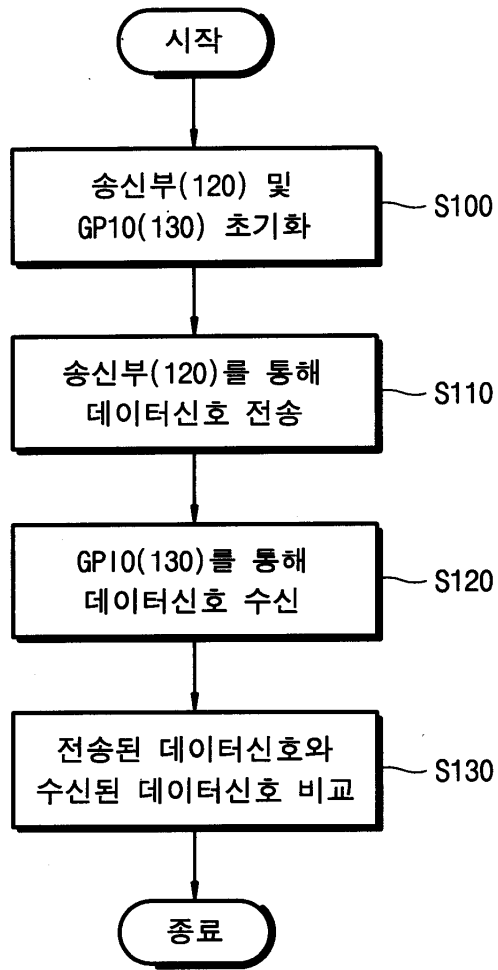 시작
송신부(120) 및
GP10(130) 초기화
S100
송신부(120)를 통해
데이터신호 전송
S110
GPIO(130)를 통해
데이터신호 수신
S120
전송된 데이터신호와
수신된 데이터신호 비교
S130
종료